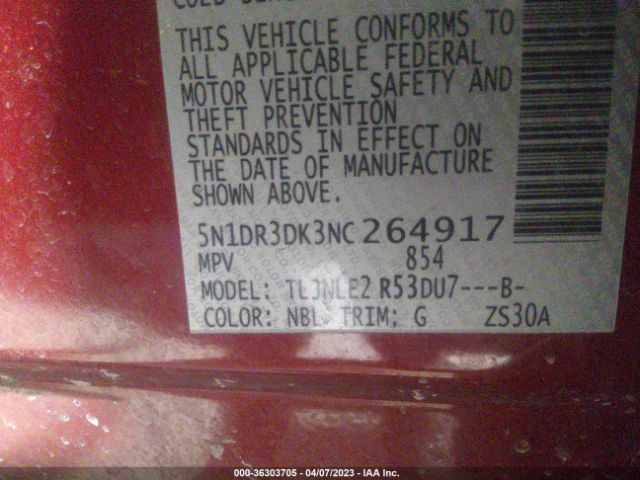 THIS VEHICLE CONFORMS TO
ALL APPLICABLE FEDERAL
MOTOR VEHICLE SAFETY AND
THEFT PREVENTION
STANDARDS IN EFFECT ON
THE DATE OF MANUFACTURE
SHOWN ABOVE.
5N1DR3DK3NC264917
MPV 854
MODEL: R53DU7---B-
COLOR: NBL TRIM: G ZS30A
000-36303705 - 04/07/2023 - IAA Inc.